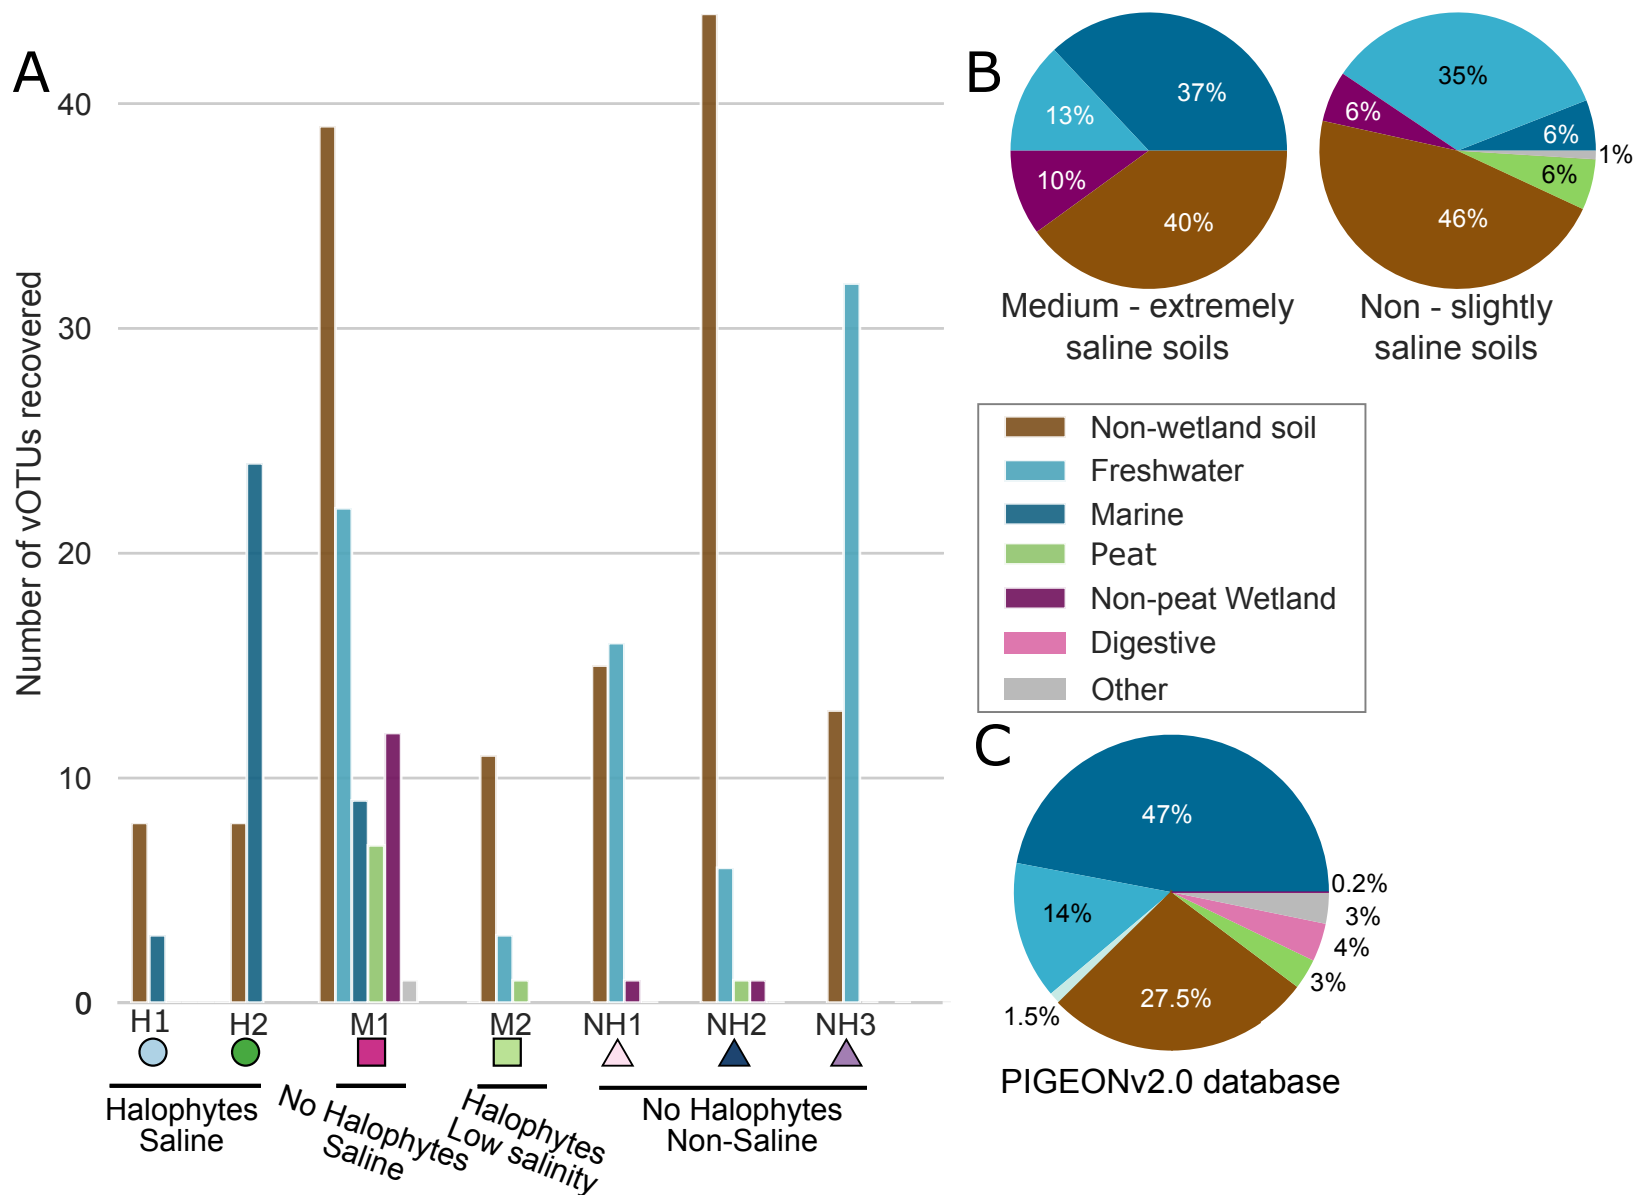 A
Number of vOTUs recovered
40
30
20
10
0
H1
H2
M1
M2
NH1
NH2
NH3
Halophytes
Saline
No Halophytes
Saline
Halophytes
Low salinity
No Halophytes
Non-Saline
B
37%
13%
10%
40%
Medium - extremely
saline soils
35%
6%
6%
1%
6%
46%
Non - slightly
saline soils
Non-wetland soil
Freshwater
Marine
Peat
Non-peat Wetland
Digestive
Other
C
47%
14%
1.5%
27.5%
3%
4%
3%
0.2%
PIGEONv2.0 database